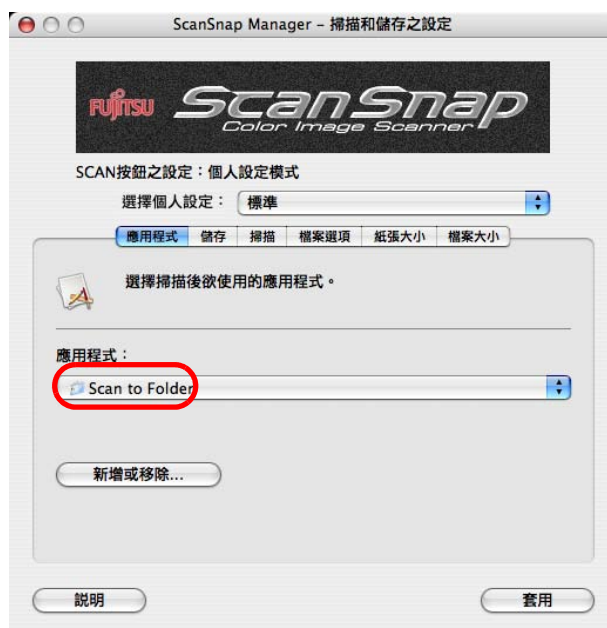 ScanSnap Manager – 掃描和儲存之設定
FUJITSU ScanSnap
Color Image Scanner
SCAN按鈕之設定：個人設定模式
選擇個人設定： 標準
應用程式 儲存 掃描 檔案選項 紙張大小 檔案大小
選擇掃描後欲使用的應用程式。
應用程式：
Scan to Folder
新增或移除...
説明 套用